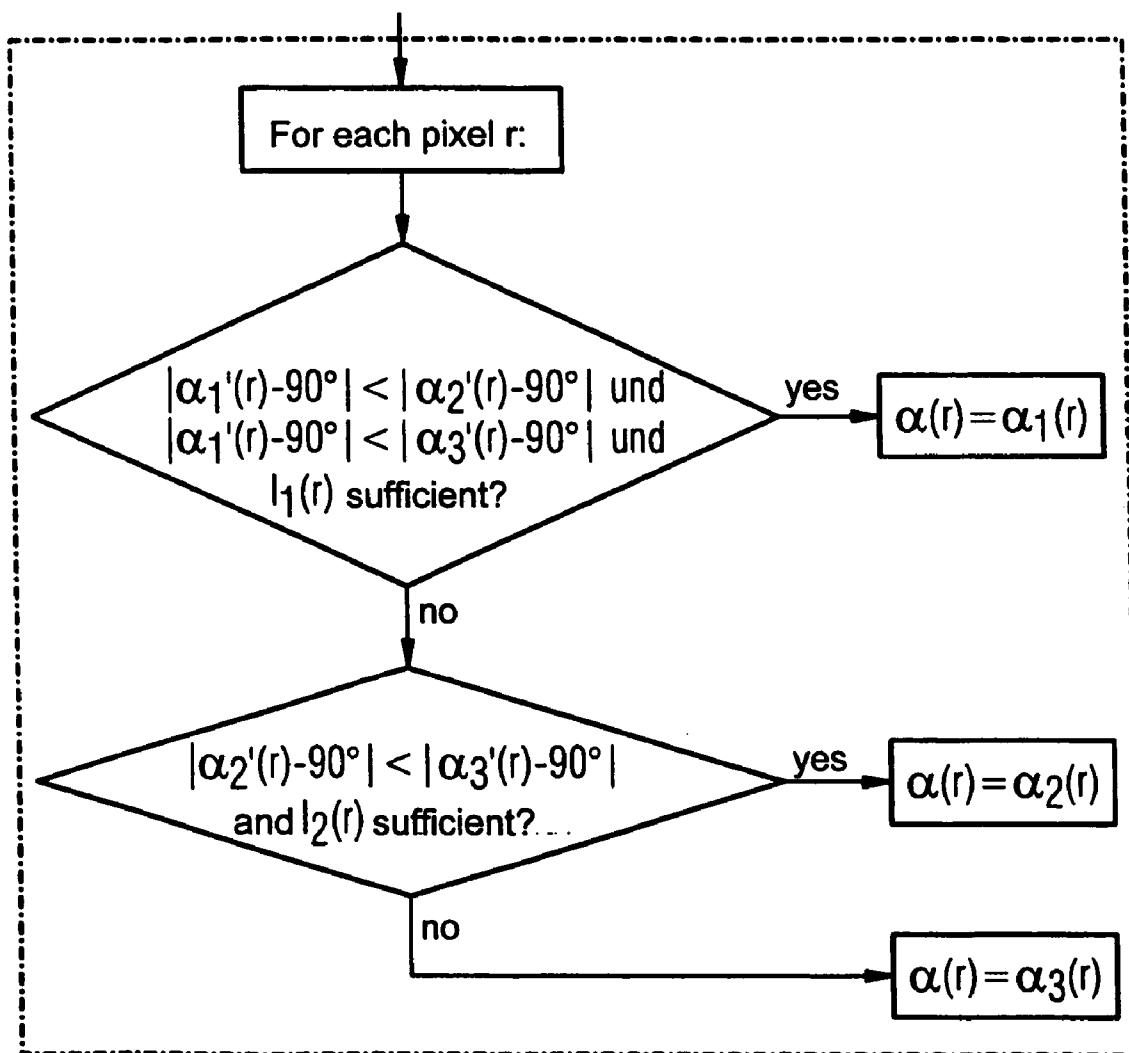 For each pixel r:
|α₁'(r)-90°| < |α₂'(r)-90°| und
|α₁'(r)-90°| < |α₃'(r)-90°| und
I₁(r) sufficient?
yes
α(r)=α₁(r)
no
|α₂'(r)-90°| < |α₃'(r)-90°|
and I₂(r) sufficient?...
yes
α(r)=α₂(r)
no
α(r)=α₃(r)